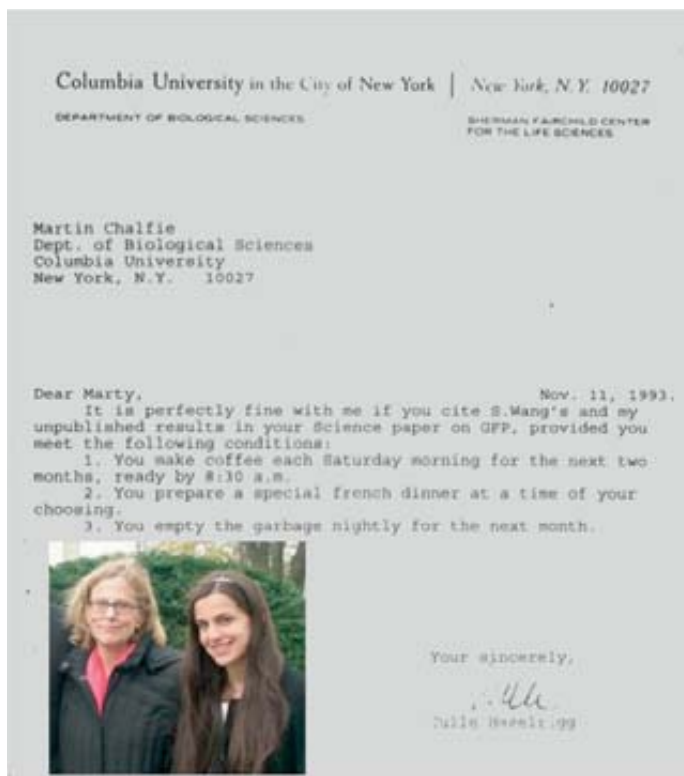 Columbia University in the City of New York | New York, N. Y. 10027
DEPARTMENT OF BIOLOGICAL SCIENCES
SHERMAN FAIRCHILD CENTER
FOR THE LIFE SCIENCES
Martin Chalfie
Dept. of Biological Sciences
Columbia University
New York, N.Y. 10027
Dear Marty, Nov. 11, 1993.
It is perfectly fine with me if you cite S.Wang's and my
unpublished results in your Science paper on GFP, provided you
meet the following conditions:
1. You make coffee each Saturday morning for the next two
months, ready by 8:30 a.m.
2. You prepare a special french dinner at a time of your
choosing.
3. You empty the garbage nightly for the next month.
Your sincerely,